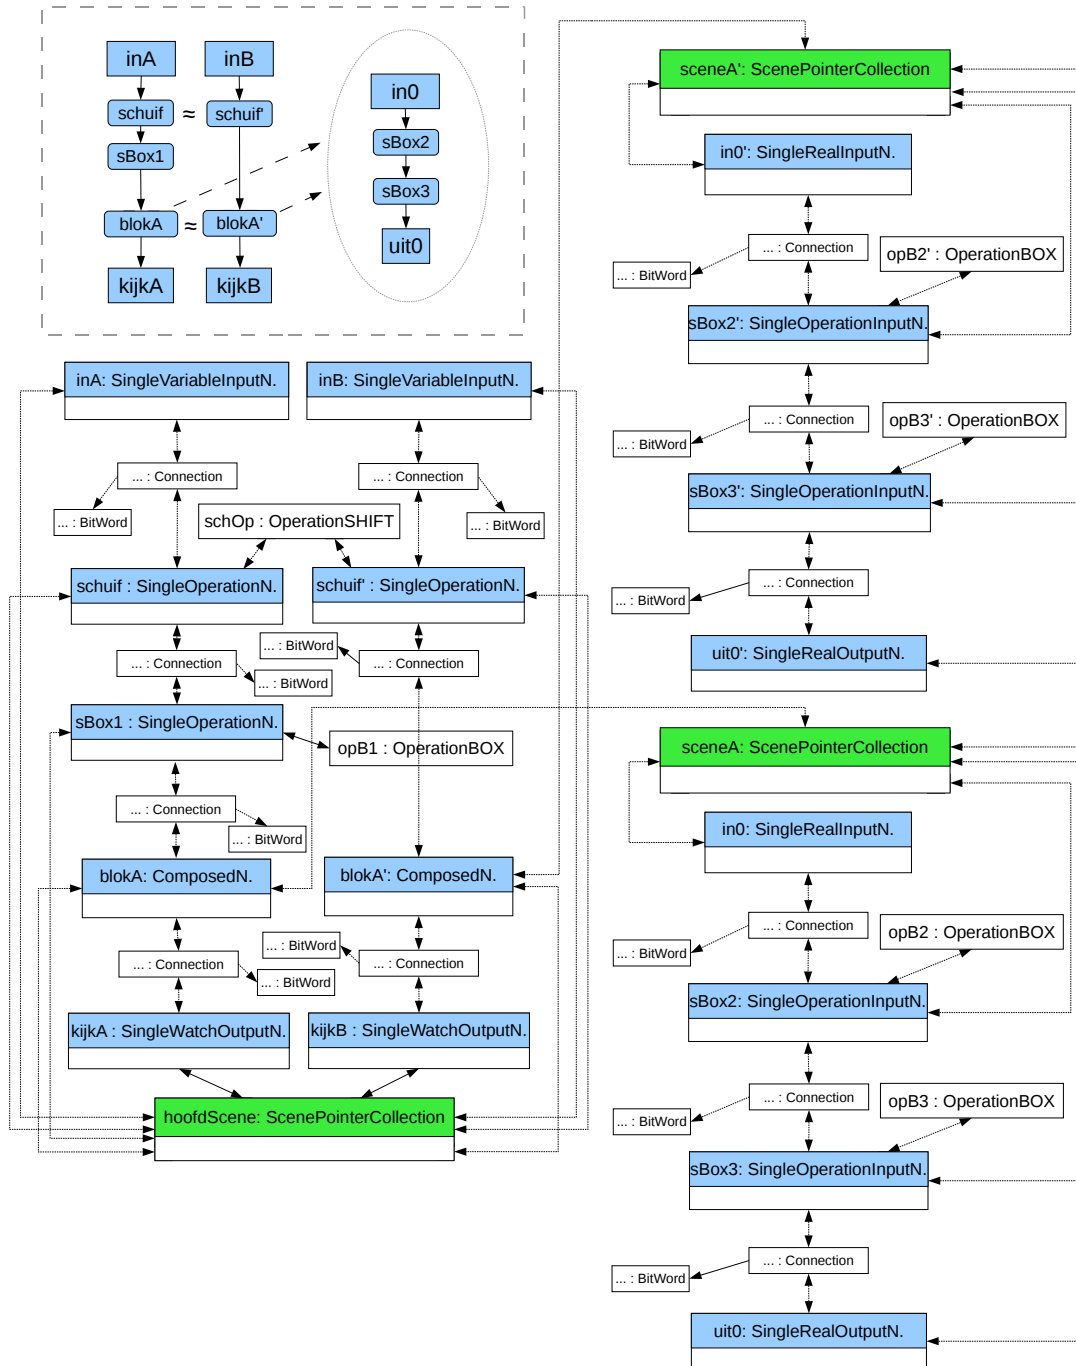 inA
inB
schuif
≈
schuif'
sBox1
blokA
≈
blokA'
kijkA
kijkB
in0
sBox2
sBox3
uit0
inA: SingleVariableInputN.
inB: SingleVariableInputN.
... : Connection
... : Connection
... : BitWord
... : BitWord
schOp : OperationSHIFT
schuif : SingleOperationN.
schuif' : SingleOperationN.
... : BitWord
... : Connection
... : Connection
... : BitWord
sBox1 : SingleOperationN.
opB1 : OperationBOX
... : Connection
... : BitWord
blokA: ComposedN.
blokA': ComposedN.
... : BitWord
... : Connection
... : Connection
... : BitWord
kijkA : SingleWatchOutputN.
kijkB : SingleWatchOutputN.
hoofdScene: ScenePointerCollection
sceneA': ScenePointerCollection
in0': SingleRealInputN.
... : Connection
opB2' : OperationBOX
... : BitWord
sBox2': SingleOperationInputN.
... : Connection
opB3' : OperationBOX
... : BitWord
sBox3': SingleOperationInputN.
... : Connection
... : BitWord
uit0': SingleRealOutputN.
sceneA: ScenePointerCollection
in0: SingleRealInputN.
... : Connection
opB2 : OperationBOX
... : BitWord
sBox2: SingleOperationInputN.
... : Connection
opB3 : OperationBOX
... : BitWord
sBox3: SingleOperationInputN.
... : Connection
... : BitWord
uit0: SingleRealOutputN.